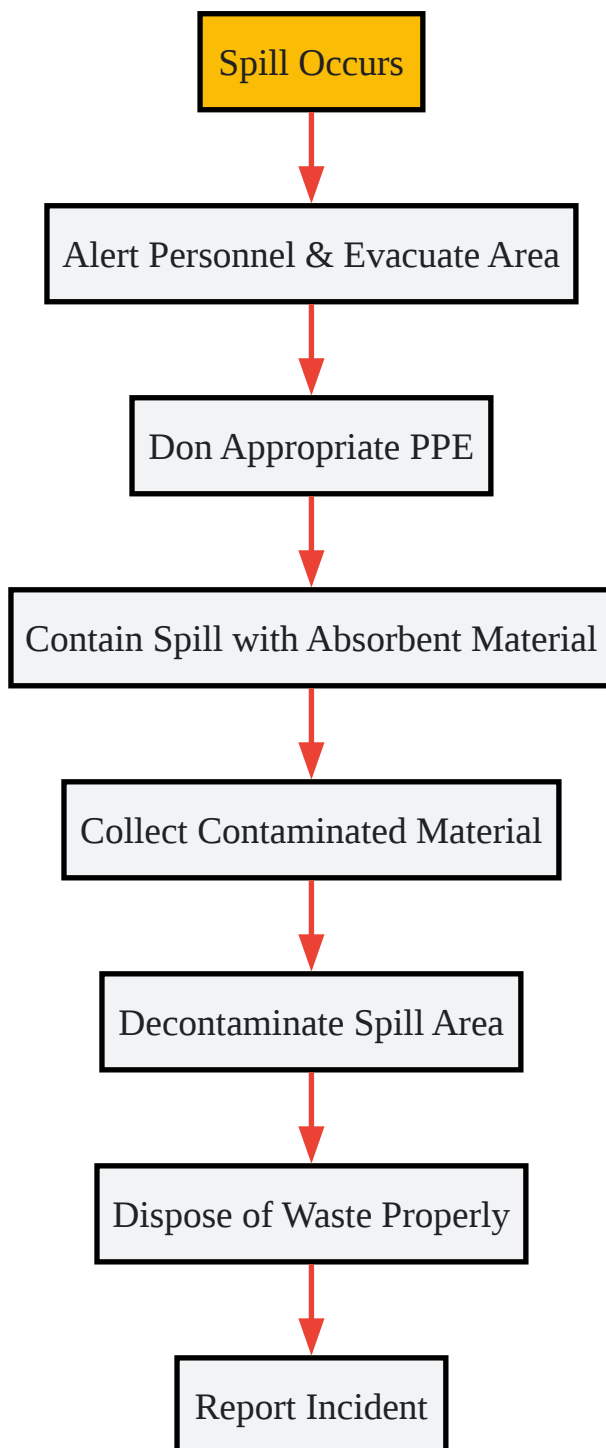 Spill Occurs
Alert Personnel & Evacuate Area
Don Appropriate PPE
Contain Spill with Absorbent Material
Collect Contaminated Material
Decontaminate Spill Area
Dispose of Waste Properly
Report Incident